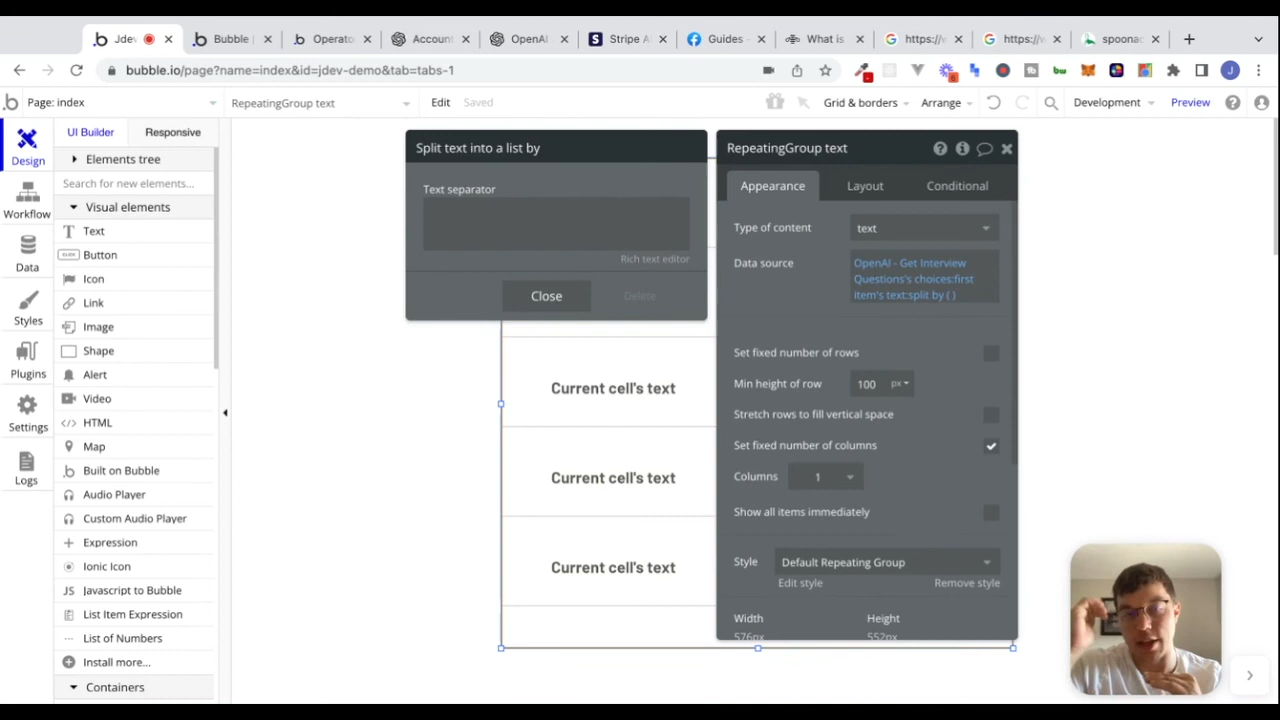 Jdev
Bubble |
Operato
Account
OpenAI
Stripe A
Guides -
What is
https://v
https://w
spoonac
bubble.io/page?name=index&id=jdev-demo&tab=tabs-1
J
Page: index
RepeatingGroup text
Edit
Saved
Grid & borders
Arrange
Development
Preview
UI Builder
Responsive
Design
Workflow
Data
Styles
Plugins
Settings
Logs
Elements tree
Search for new elements...
Visual elements
Text
CLICK
Button
Icon
Link
Image
Shape
Alert
Video
</> HTML
Map
Built on Bubble
Audio Player
Custom Audio Player
Expression
Ionic Icon
JS Javascript to Bubble
List Item Expression
List of Numbers
Install more...
Containers
Split text into a list by
Text separator
Rich text editor
Close
Delete
Current cell's text
Current cell's text
Current cell's text
RepeatingGroup text
Appearance
Layout
Conditional
Type of content
text
Data source
OpenAI - Get Interview
Questions's choices:first
item's text:split by ( )
Set fixed number of rows
Min height of row
100
px
Stretch rows to fill vertical space
Set fixed number of columns
Columns
1
Show all items immediately
Style
Default Repeating Group
Edit style
Remove style
Width
Height
576px
552px